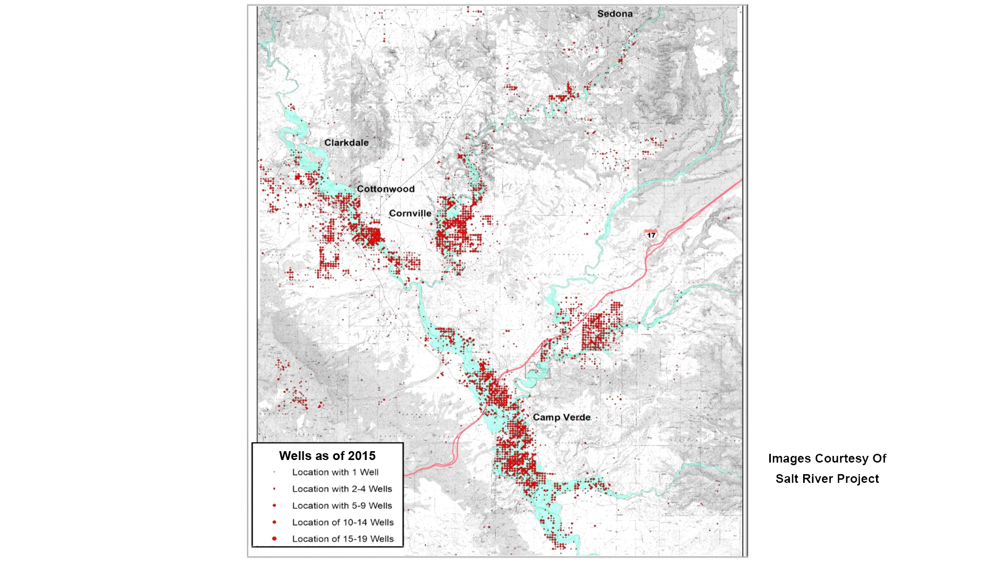 Sedona
Clarkdale
Cottonwood
Cornville
17
Camp Verde
Wells as of 2015
Location with 1 Well
Location with 2-4 Wells
Location with 5-9 Wells
Location of 10-14 Wells
Location of 15-19 Wells
Images Courtesy Of
Salt River Project